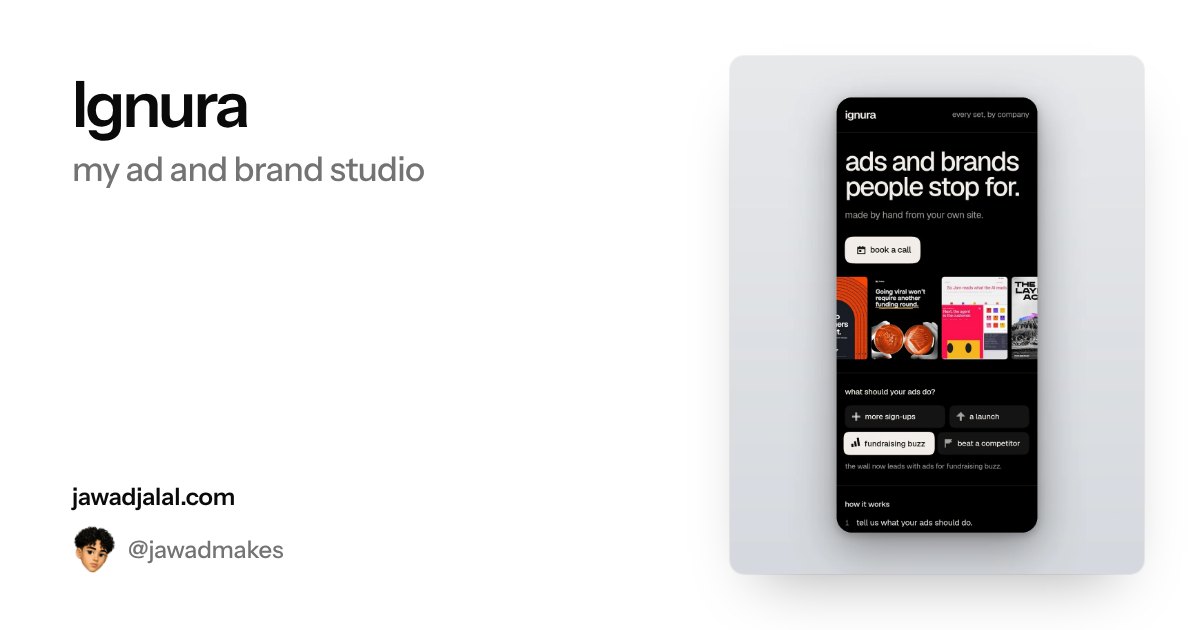 Ignura
my ad and brand studio
jawadjalal.com
@jawadmakes
ignura
every set, by company
ads and brands
people stop for.
made by hand from your own site.
book a call
Going viral won't
require another
funding round.
what should your ads do?
more sign-ups
a launch
fundraising buzz
beat a competitor
the wall now leads with ads for fundraising buzz.
how it works
1 tell us what your ads should do.